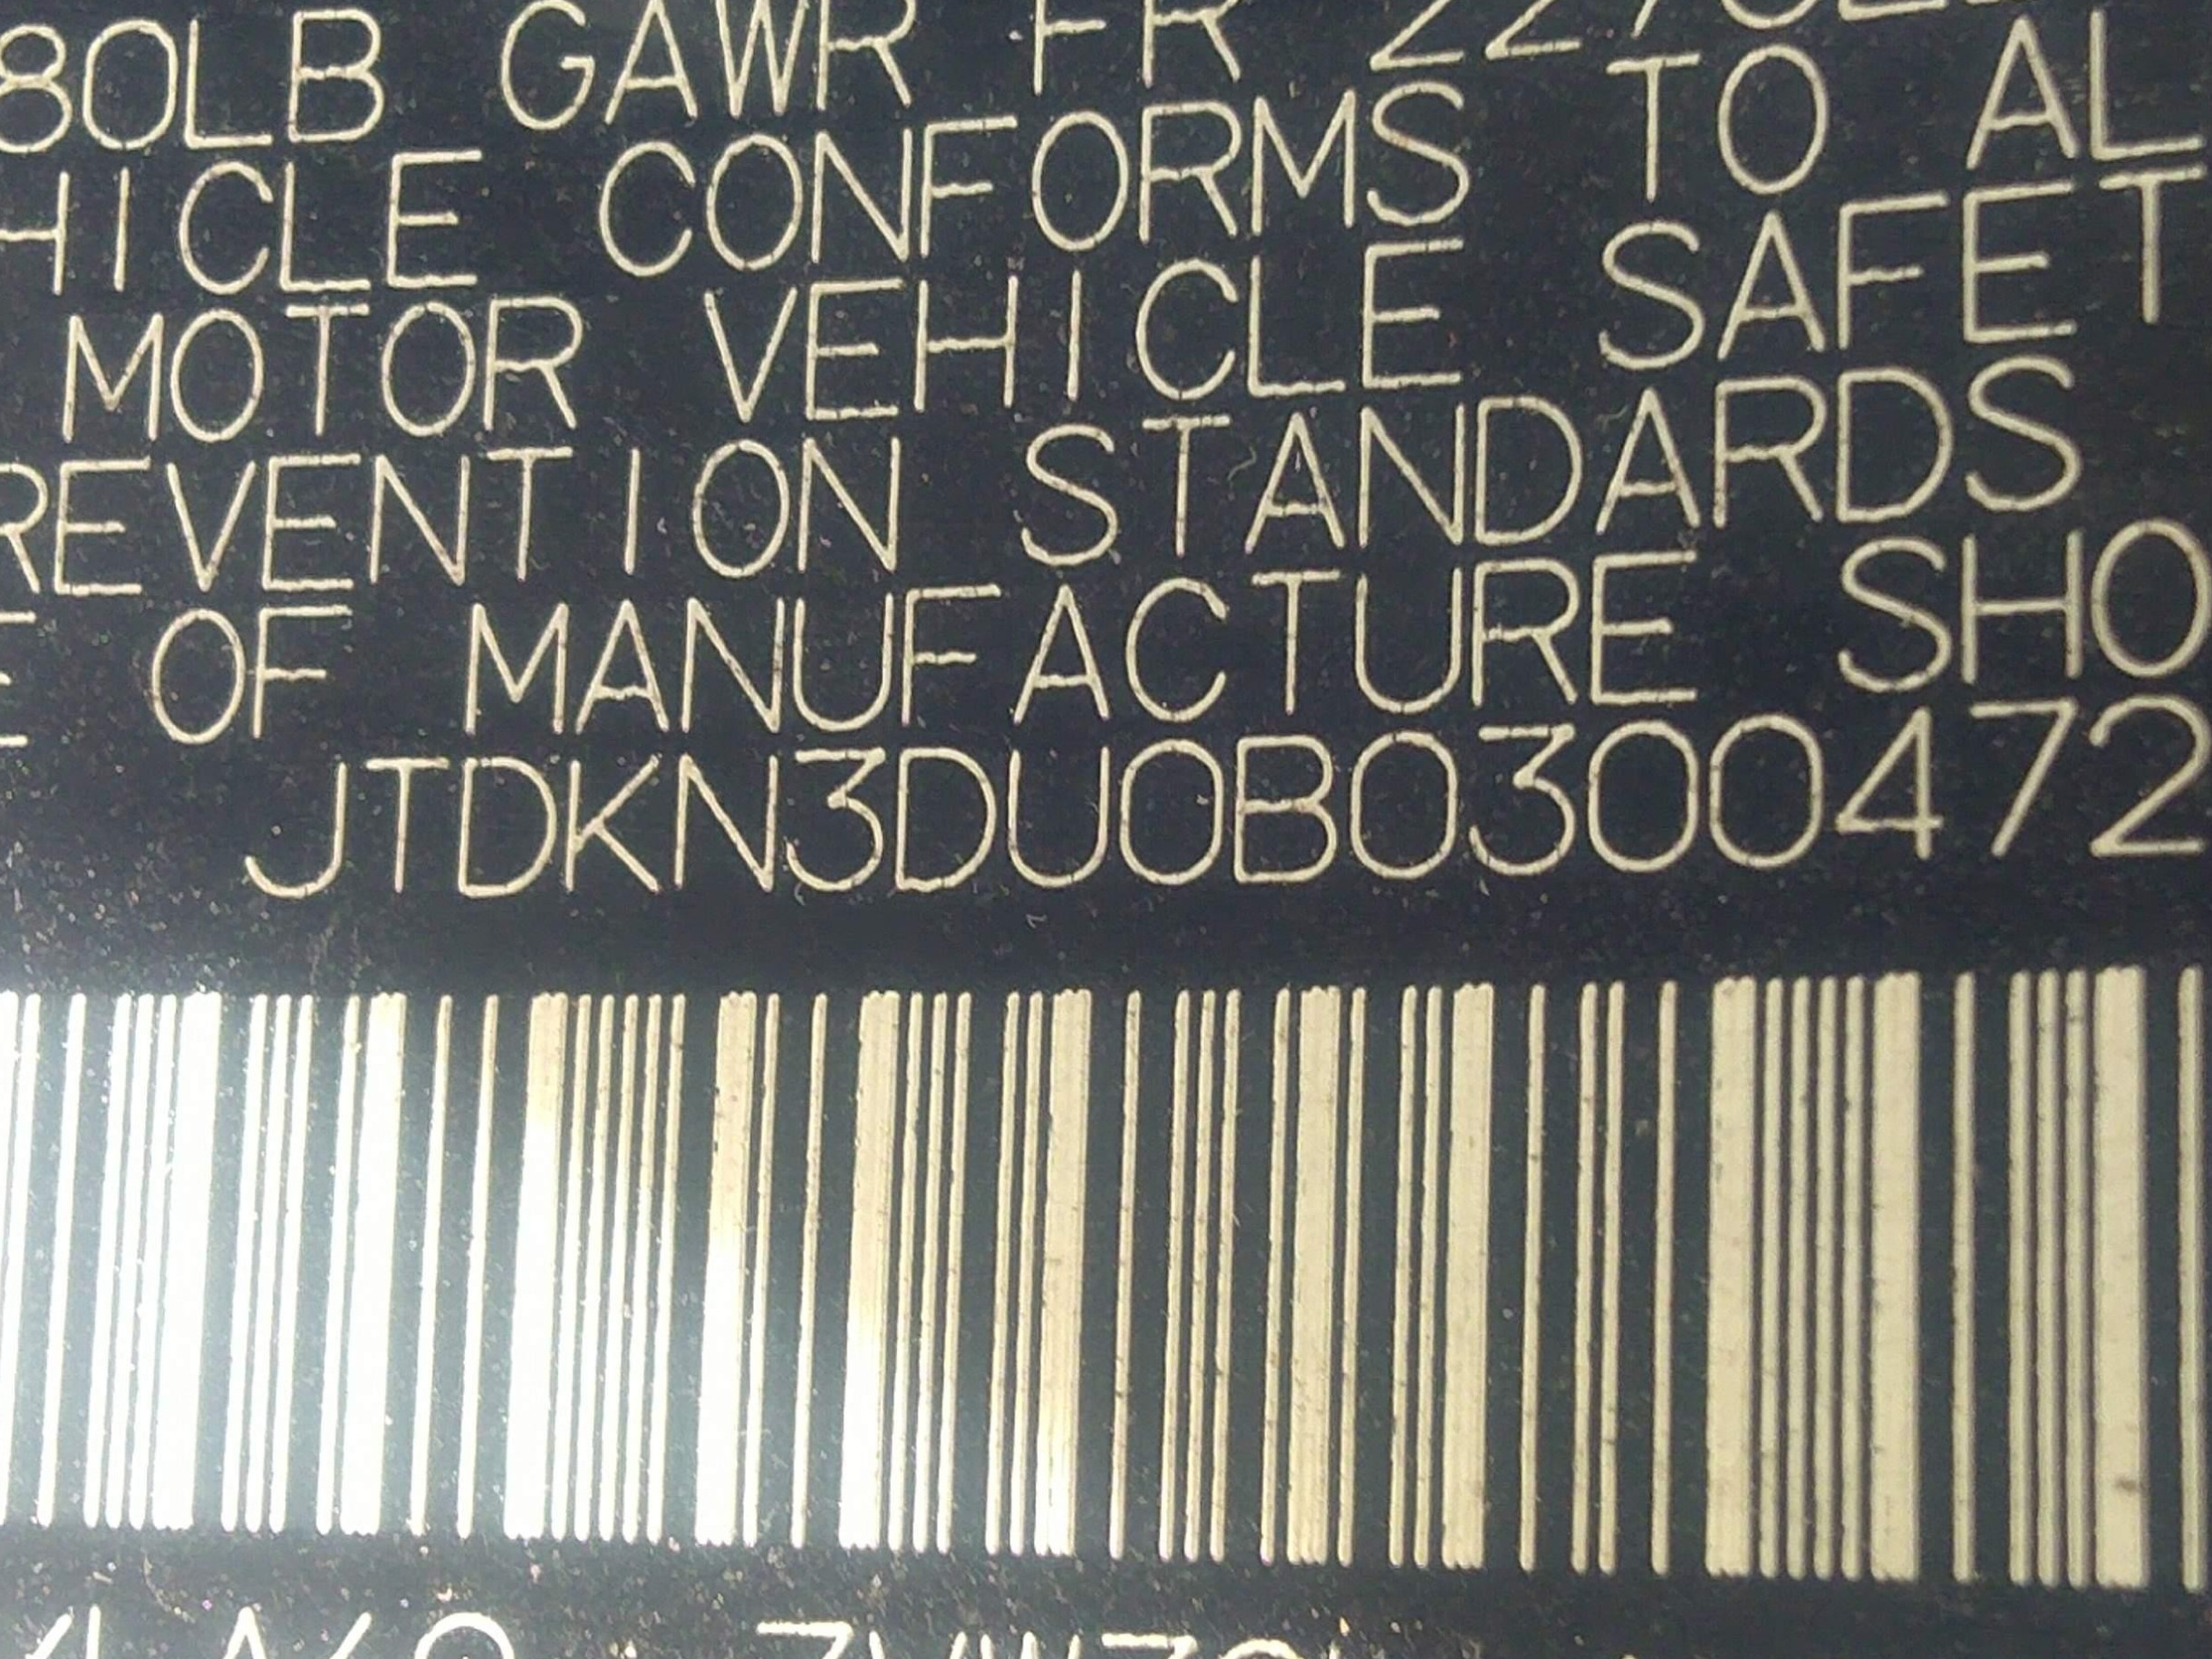 80LB GAWR FR
HICLE CONFORMS TO AL
MOTOR VEHICLE SAFET
REVENTION STANDARDS
E OF MANUFACTURE SHO
JTDKN3DU0B0300472